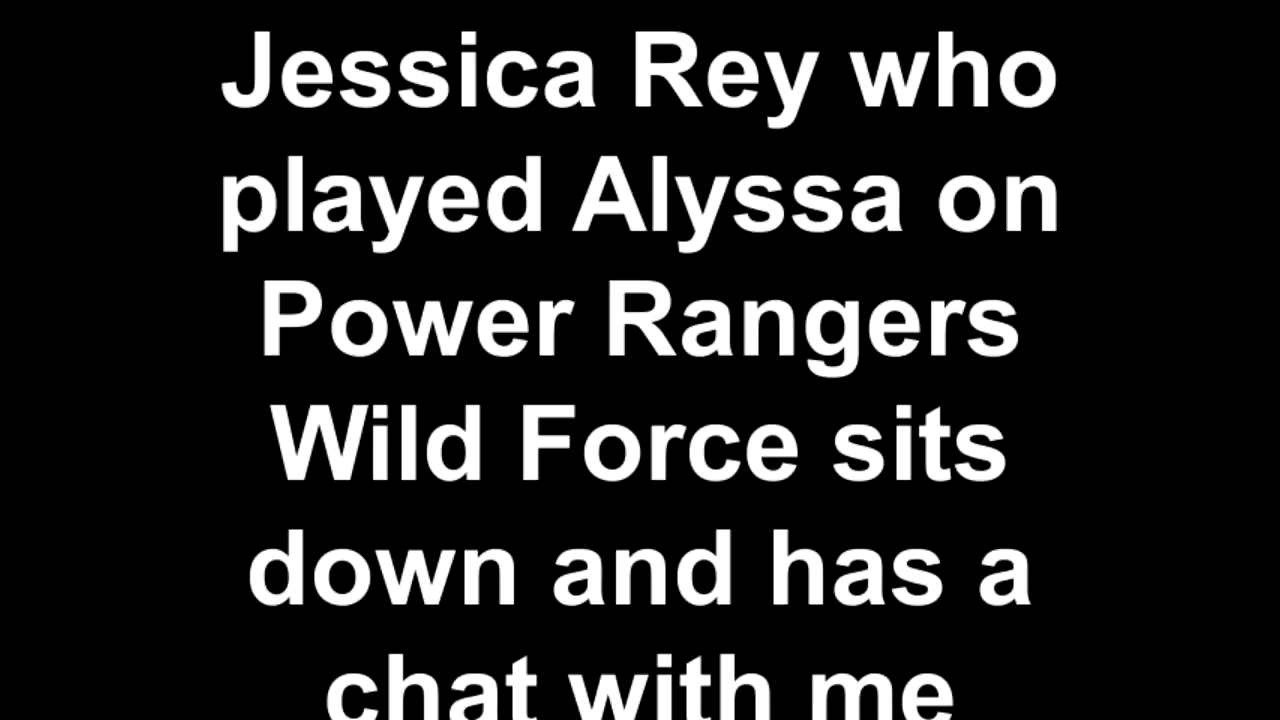 Jessica Rey who
played Alyssa on
Power Rangers
Wild Force sits
down and has a
chat with me